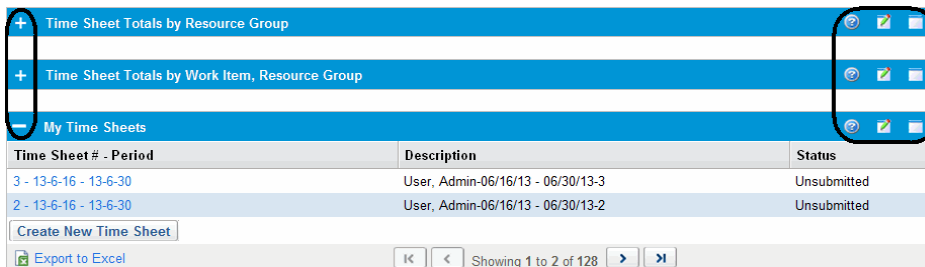 Time Sheet Totals by Resource Group
Time Sheet Totals by Work Item, Resource Group
My Time Sheets
Time Sheet # - Period Description Status
3 - 13-6-16 - 13-6-30 User, Admin-06/16/13 - 06/30/13-3 Unsubmitted
2 - 13-6-16 - 13-6-30 User, Admin-06/16/13 - 06/30/13-2 Unsubmitted
Create New Time Sheet
Export to Excel Showing 1 to 2 of 128